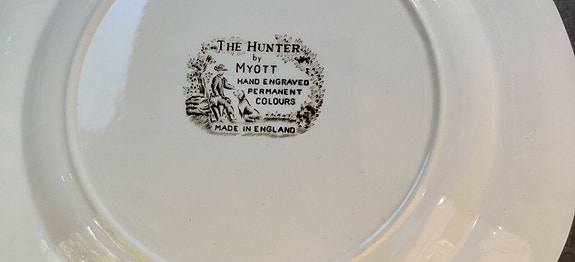 THE HUNTER
by
MYOTT
HAND ENGRAVED
PERMANENT
COLOURS
MADE IN ENGLAND